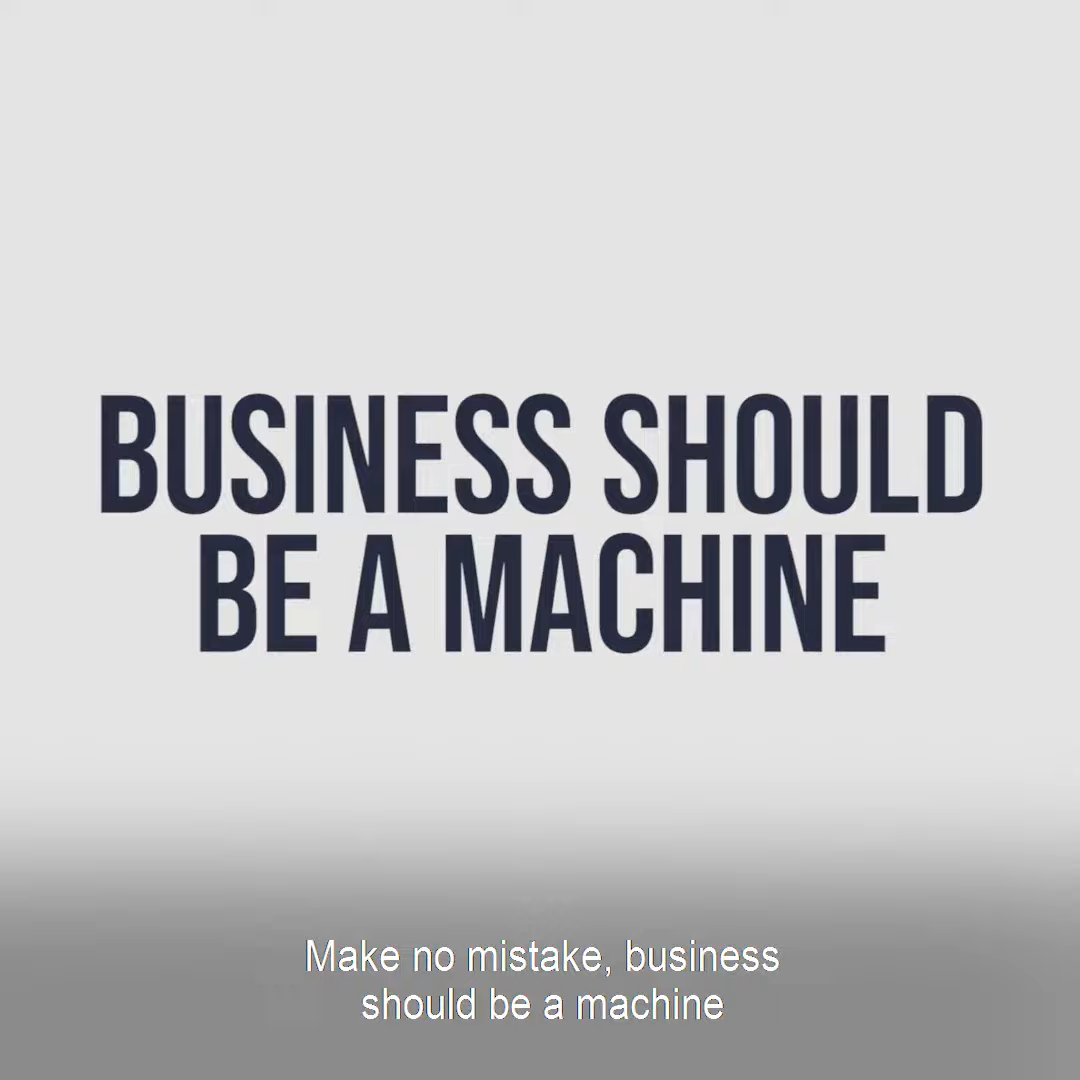 BUSINESS SHOULD
BE A MACHINE
Make no mistake, business
should be a machine